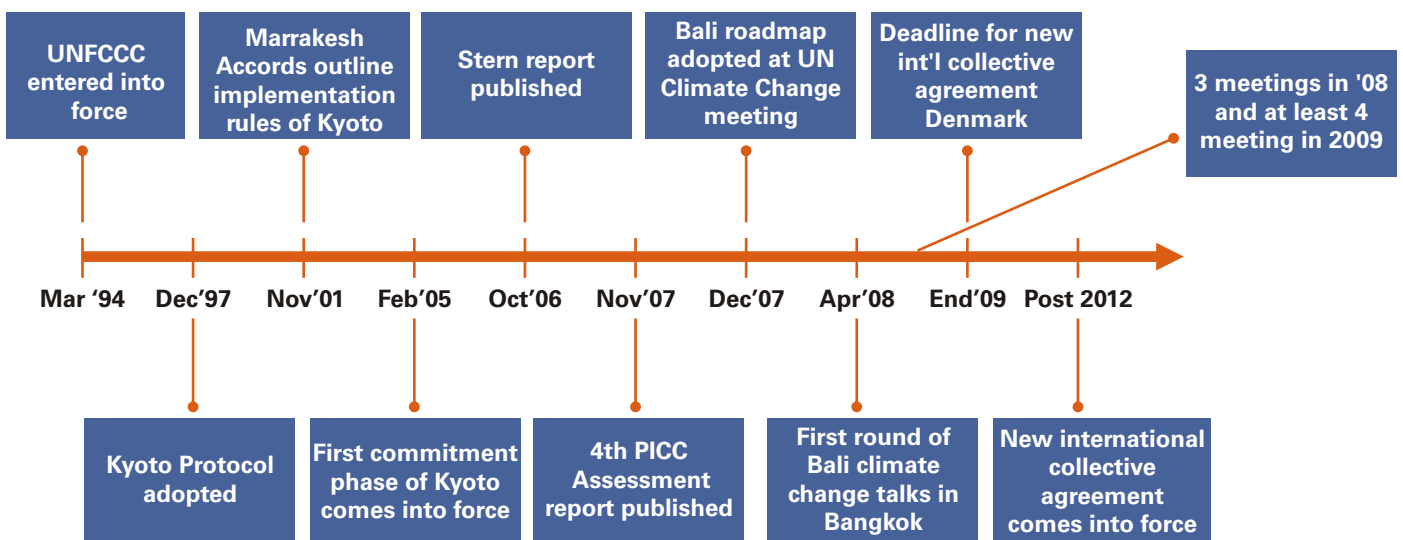 UNFCCC
entered into
force
Marrakesh
Accords outline
implementation
rules of Kyoto
Stern report
published
Bali roadmap
adopted at UN
Climate Change
meeting
Deadline for new
int'l collective
agreement
Denmark
3 meetings in '08
and at least 4
meeting in 2009
Mar ‘94 Dec’97 Nov’01 Feb’05 Oct’06 Nov’07 Dec’07 Apr’08 End’09 Post 2012
Kyoto Protocol
adopted
First commitment
phase of Kyoto
comes into force
4th PICC
Assessment
report published
First round of
Bali climate
change talks in
Bangkok
New international
collective
agreement
comes into force